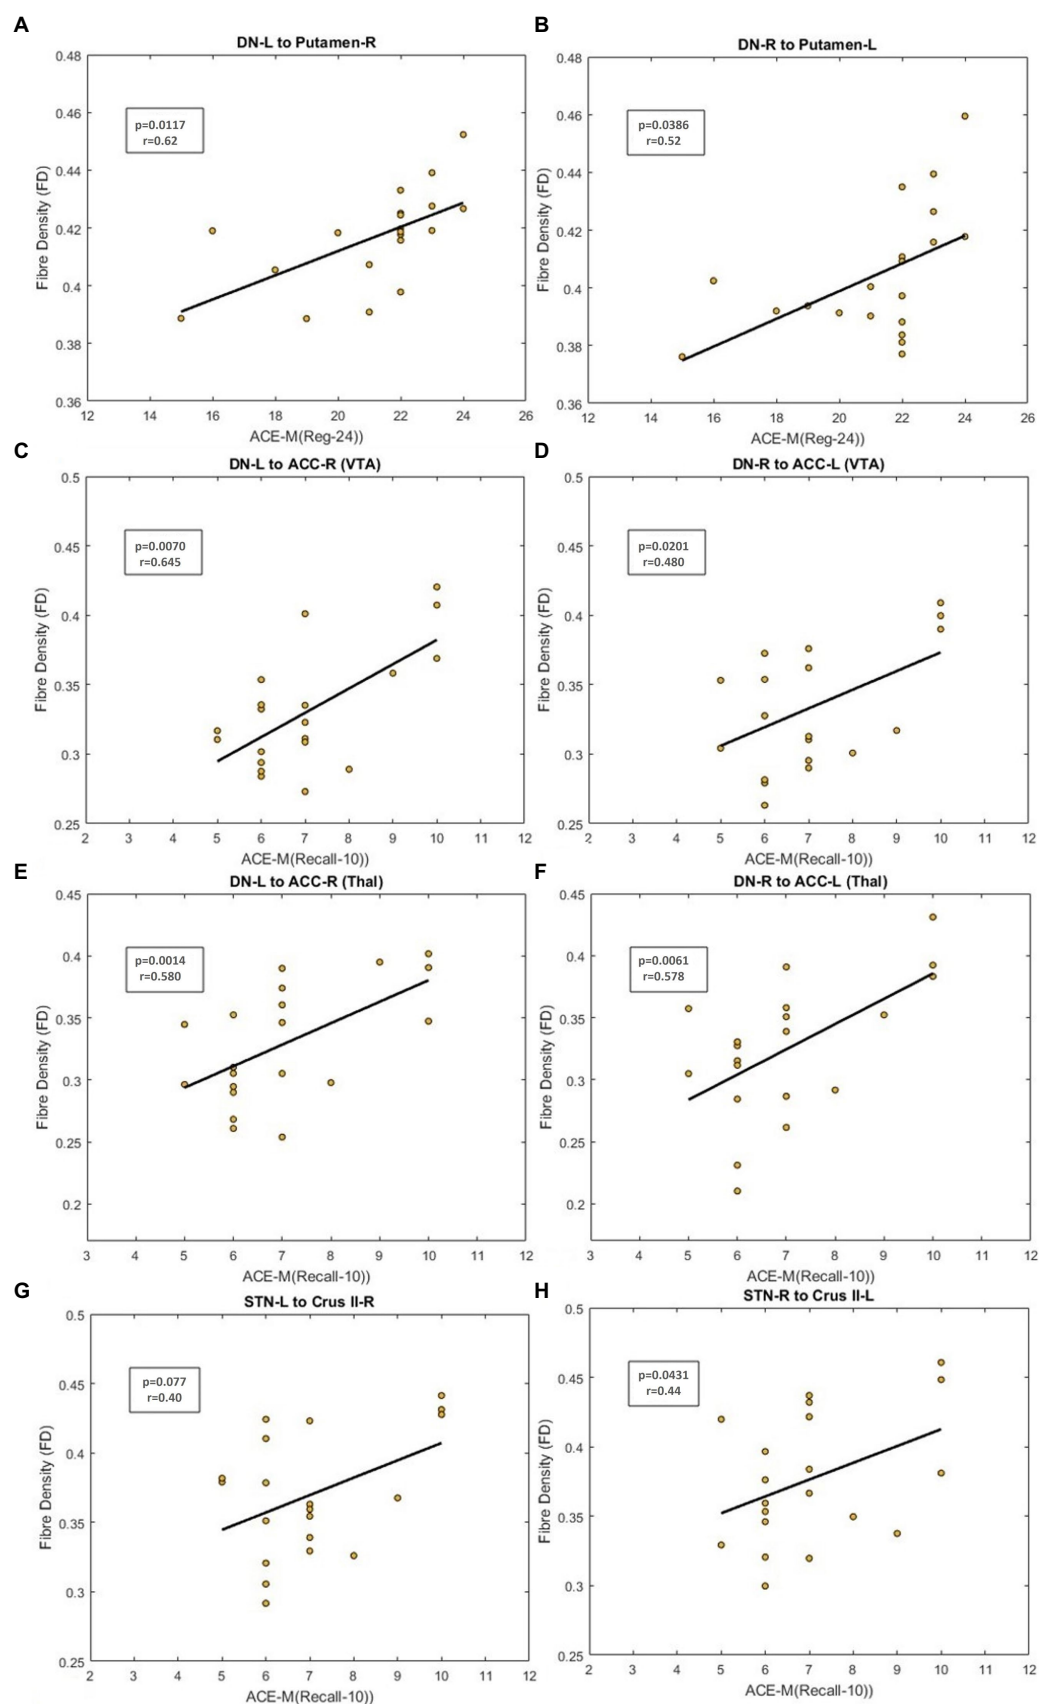 A
DN-L to Putamen-R
0.48
0.46
0.44
0.42
0.4
0.38
0.36
Fibre Density (FD)
p=0.0117
r=0.62
12 14 16 18 20 22 24 26
ACE-M(Reg-24))
B
DN-R to Putamen-L
0.48
0.46
0.44
0.42
0.4
0.38
0.36
Fibre Density (FD)
p=0.0386
r=0.52
12 14 16 18 20 22 24 26
ACE-M(Reg-24))
C
DN-L to ACC-R (VTA)
0.5
0.45
0.4
0.35
0.3
0.25
Fibre Density (FD)
p=0.0070
r=0.645
2 3 4 5 6 7 8 9 10 11 12
ACE-M(Recall-10))
D
DN-R to ACC-L (VTA)
0.5
0.45
0.4
0.35
0.3
0.25
Fibre Density (FD)
p=0.0201
r=0.480
2 3 4 5 6 7 8 9 10 11 12
ACE-M(Recall-10))
E
DN-L to ACC-R (Thal)
0.45
0.4
0.35
0.3
0.25
0.2
Fibre Density (FD)
p=0.0014
r=0.580
3 4 5 6 7 8 9 10 11 12
ACE-M(Recall-10))
F
DN-R to ACC-L (Thal)
0.45
0.4
0.35
0.3
0.25
0.2
Fibre Density (FD)
p=0.0061
r=0.578
3 4 5 6 7 8 9 10 11 12
ACE-M(Recall-10))
G
STN-L to Crus II-R
0.5
0.45
0.4
0.35
0.3
0.25
Fibre Density (FD)
p=0.077
r=0.40
2 3 4 5 6 7 8 9 10 11 12
ACE-M(Recall-10))
H
STN-R to Crus II-L
0.5
0.45
0.4
0.35
0.3
0.25
Fibre Density (FD)
p=0.0431
r=0.44
2 3 4 5 6 7 8 9 10 11 12
ACE-M(Recall-10))